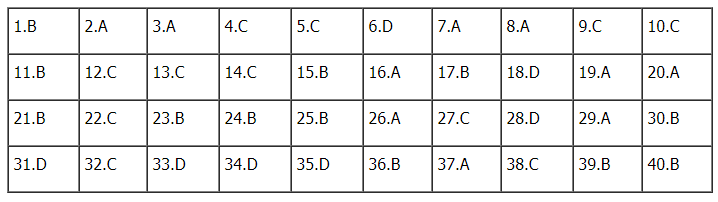 1.B 2.A 3.A 4.C 5.C 6.D 7.A 8.A 9.C 10.C
11.B 12.C 13.C 14.C 15.B 16.A 17.B 18.D 19.A 20.A
21.B 22.C 23.B 24.B 25.B 26.A 27.C 28.D 29.A 30.B
31.D 32.C 33.D 34.D 35.D 36.B 37.A 38.C 39.B 40.B